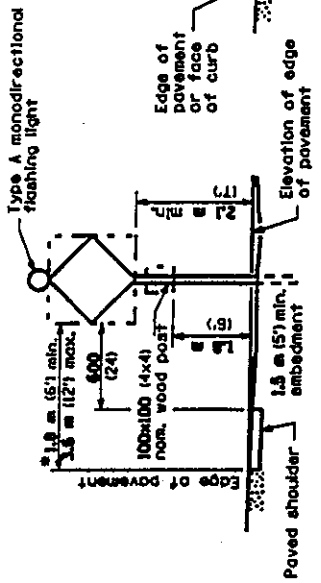 Type A monodirectional
flashing light
Edge of
pavement
or face
of curb
* 1.8 m (6') min.
3.6 m (12') max.
600
(24)
100x100 (4x4)
nom. wood post
Edge of pavement
2.1 m min.
(7')
1.8 m
(6')
1.5 m (5') min.
embedment
Elevation of edge
of pavement
Paved shoulder